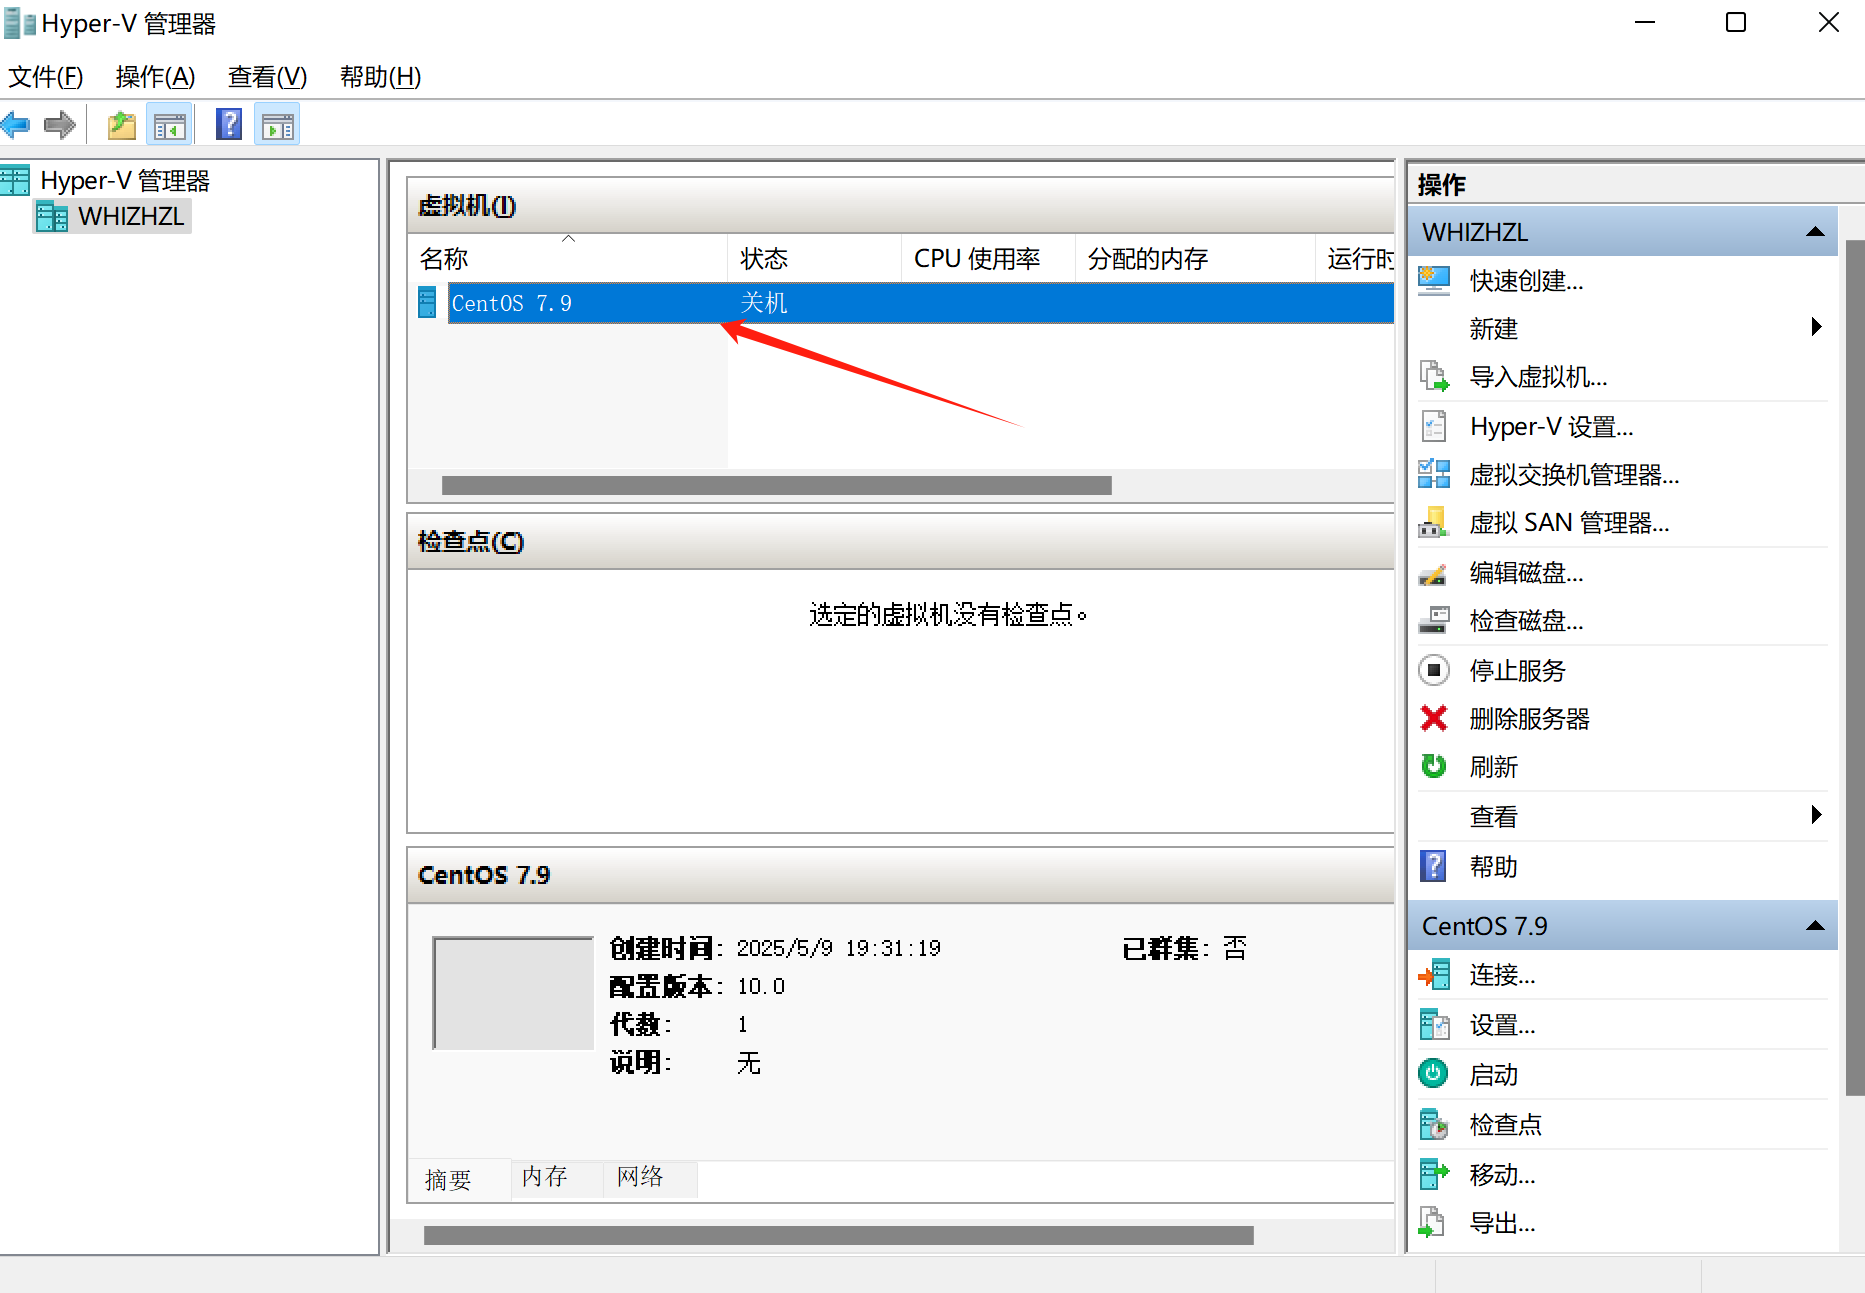 Hyper-V 管理器
文件(F) 操作(A) 查看(V) 帮助(H)
Hyper-V 管理器
WHIZHZL
虚拟机(I)
名称 状态 CPU 使用率 分配的内存 运行时
CentOS 7.9 关机
检查点(C)
选定的虚拟机没有检查点。
CentOS 7.9
创建时间: 2025/5/9 19:31:19 已群集: 否
配置版本: 10.0
代数: 1
说明: 无
摘要 内存 网络
操作
WHIZHZL
快速创建...
新建
导入虚拟机...
Hyper-V 设置...
虚拟交换机管理器...
虚拟 SAN 管理器...
编辑磁盘...
检查磁盘...
停止服务
删除服务器
刷新
查看
帮助
CentOS 7.9
连接...
设置...
启动
检查点
移动...
导出...